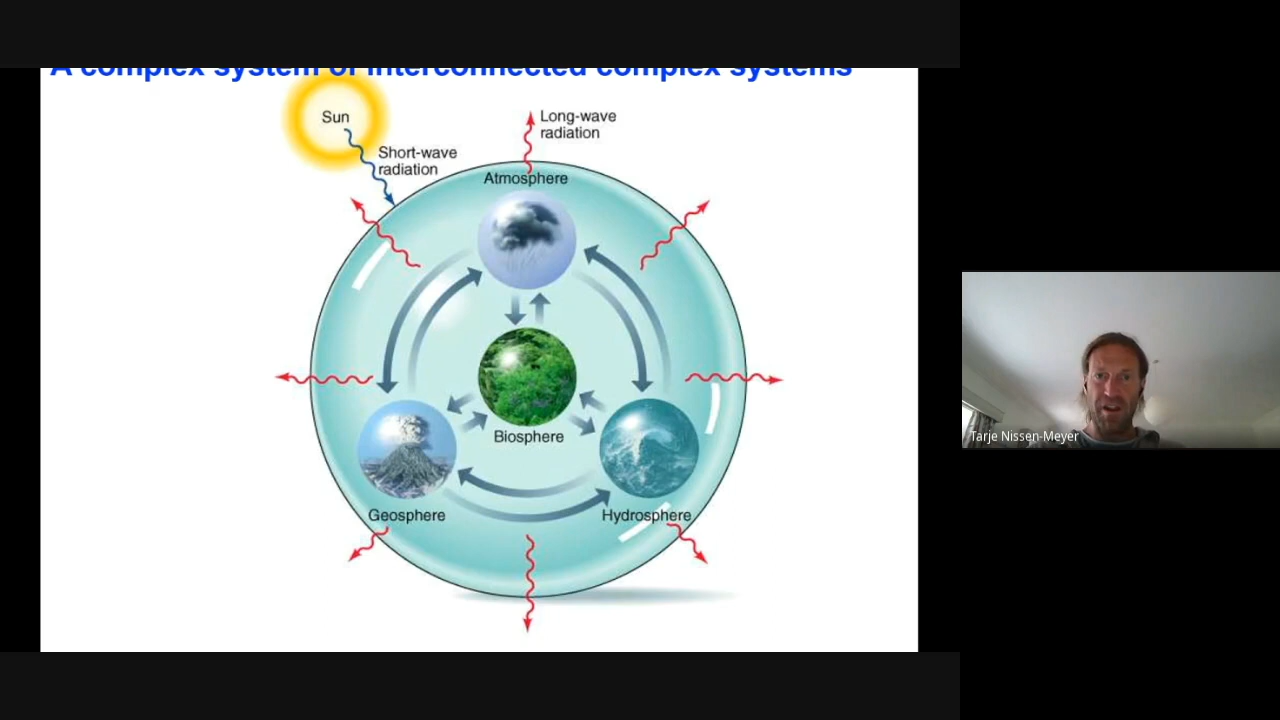 A complex system of interconnected complex systems
Sun
Long-wave
radiation
Short-wave
radiation
Atmosphere
Biosphere
Geosphere
Hydrosphere
Tarje Nissen-Meyer